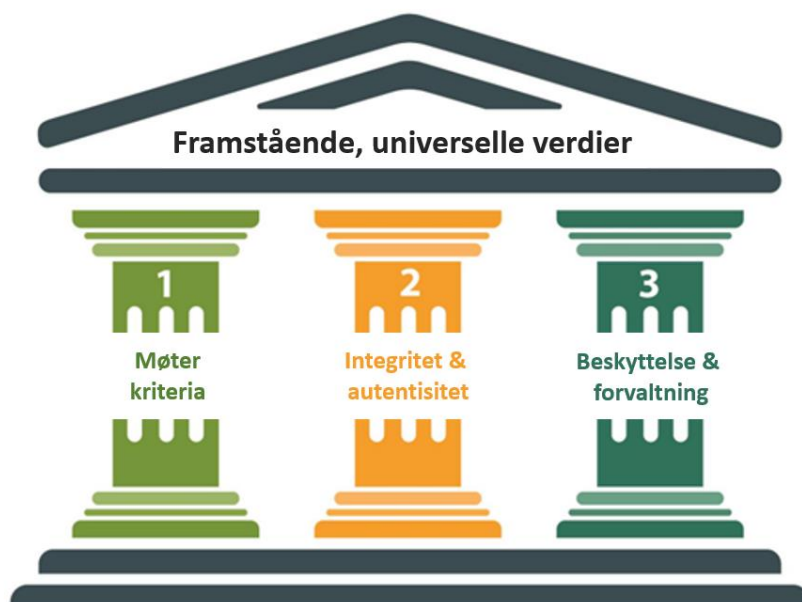 Framstående, universelle verdier
1
2
3
Møter
kriteria
Integritet &
autentisitet
Beskyttelse &
forvaltning